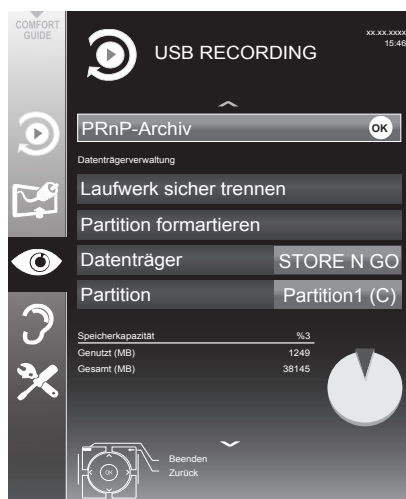 COMFORT
GUIDE
USB RECORDING
xx.xx.xxxx
15:46
PRnP-Archiv OK
Datenträgerverwaltung
Laufwerk sicher trennen
Partition formartieren
Datenträger STORE N GO
Partition Partition1 (C)
Speicherkapazität %3
Genutzt (MB) 1249
Gesamt (MB) 38145
OK
Beenden
Zurück